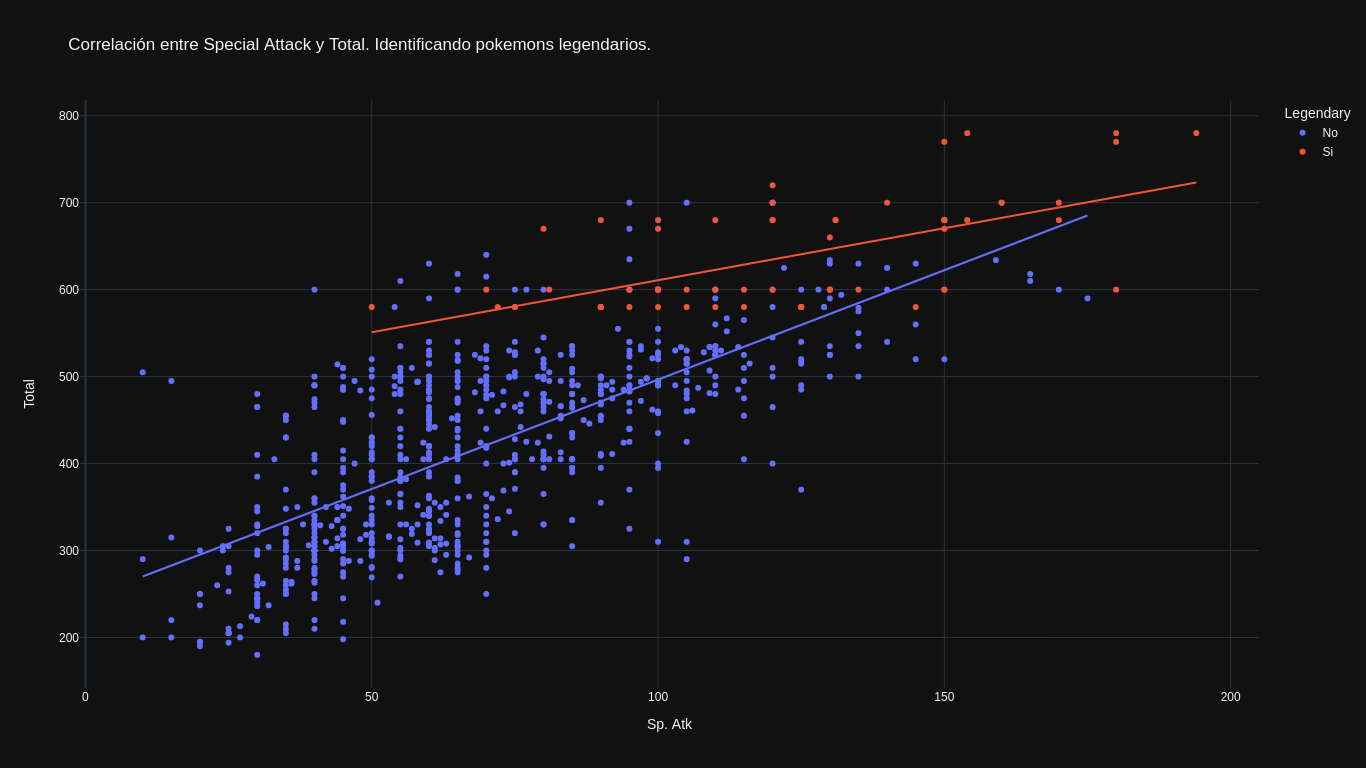 Correlación entre Special Attack y Total. Identificando pokemons legendarios.
Legendary
No
Si
800
700
600
500
400
300
200
Total
0
50
100
150
200
Sp. Atk